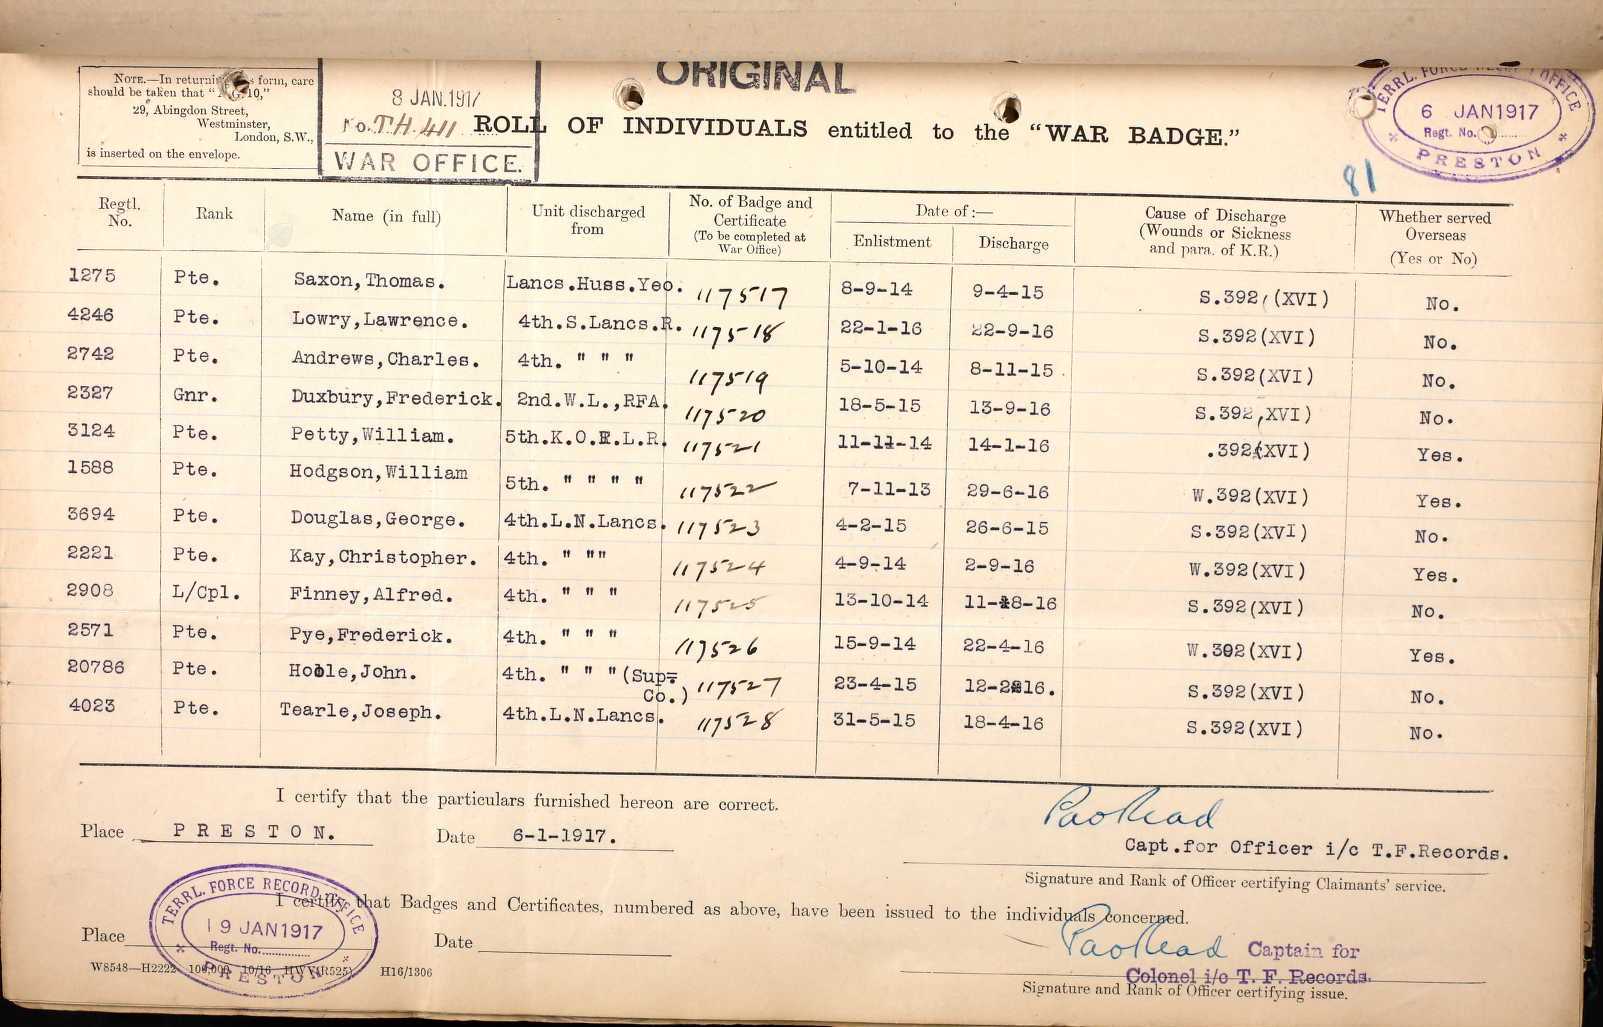 ORIGINAL
NOTE.—In returning this form, care
should be taken that "A.G.10,"
29, Abingdon Street,
Westminster,
London, S.W.,
is inserted on the envelope.
8 JAN.1917
No. T.H. 411
WAR OFFICE.
ROLL OF INDIVIDUALS entitled to the "WAR BADGE."
TERRL. FORCE RECORD OFFICE
6 JAN 1917
Regt. No.
PRESTON
81
Regtl. No. Rank Name (in full) Unit discharged from No. of Badge and Certificate (To be completed at War Office) Date of:— Enlistment Discharge Cause of Discharge (Wounds or Sickness and para. of K.R.) Whether served Overseas (Yes or No)
1275 Pte. Saxon,Thomas. Lancs.Huss.Yeo. 117517 8-9-14 9-4-15 S.392 (XVI) No.
4246 Pte. Lowry,Lawrence. 4th.S.Lancs.R. 117518 22-1-16 22-9-16 S.392(XVI) No.
2742 Pte. Andrews,Charles. 4th. " " " 117519 5-10-14 8-11-15 S.392(XVI) No.
2327 Gnr. Duxbury,Frederick. 2nd.W.L.,RFA. 117520 18-5-15 13-9-16 S.392,XVI) No.
3124 Pte. Petty,William. 5th.K.O.R.L.R. 117521 11-11-14 14-1-16 .392(XVI) Yes.
1588 Pte. Hodgson,William 5th. " " " " 117522 7-11-13 29-6-16 W.392(XVI) Yes.
3694 Pte. Douglas,George. 4th.L.N.Lancs. 117523 4-2-15 26-6-15 S.392(XVI) No.
2221 Pte. Kay,Christopher. 4th. " "" 117524 4-9-14 2-9-16 W.392(XVI) Yes.
2908 L/Cpl. Finney,Alfred. 4th. " " " 117525 13-10-14 11-8-16 S.392(XVI) No.
2571 Pte. Pye,Frederick. 4th. " " " 117526 15-9-14 22-4-16 W.392(XVI) Yes.
20786 Pte. Hoole,John. 4th. " " "(Sup= 117527 23-4-15 12-2-16. S.392(XVI) No.
Co.)
4023 Pte. Tearle,Joseph. 4th.L.N.Lancs. 117528 31-5-15 18-4-16 S.392(XVI) No.
I certify that the particulars furnished hereon are correct.
Place PRESTON. Date 6-1-1917.
Capt.for Officer i/c T.F.Records.
Signature and Rank of Officer certifying Claimants' service.
TERRL. FORCE RECORD OFFICE
19 JAN 1917
Regt. No.
PRESTON
I certify that Badges and Certificates, numbered as above, have been issued to the individuals concerned.
Place Date
Captain for
Colonel i/c T. F. Records.
Signature and Rank of Officer certifying issue.
W8548—H2222 100,000 10/16 HWV(R525) H16/1306